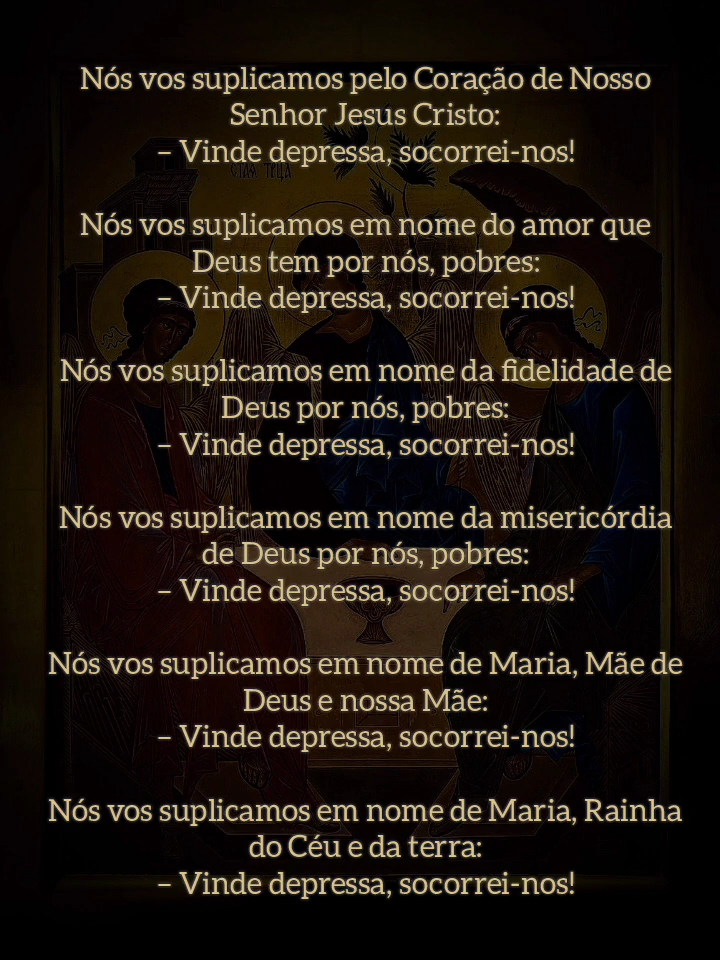 Nós vos suplicamos pelo Coração de Nosso
Senhor Jesus Cristo:
– Vinde depressa, socorrei-nos!
Nós vos suplicamos em nome do amor que
Deus tem por nós, pobres:
– Vinde depressa, socorrei-nos!
Nós vos suplicamos em nome da fidelidade de
Deus por nós, pobres:
– Vinde depressa, socorrei-nos!
Nós vos suplicamos em nome da misericórdia
de Deus por nós, pobres:
– Vinde depressa, socorrei-nos!
Nós vos suplicamos em nome de Maria, Mãe de
Deus e nossa Mãe:
– Vinde depressa, socorrei-nos!
Nós vos suplicamos em nome de Maria, Rainha
do Céu e da terra:
– Vinde depressa, socorrei-nos!